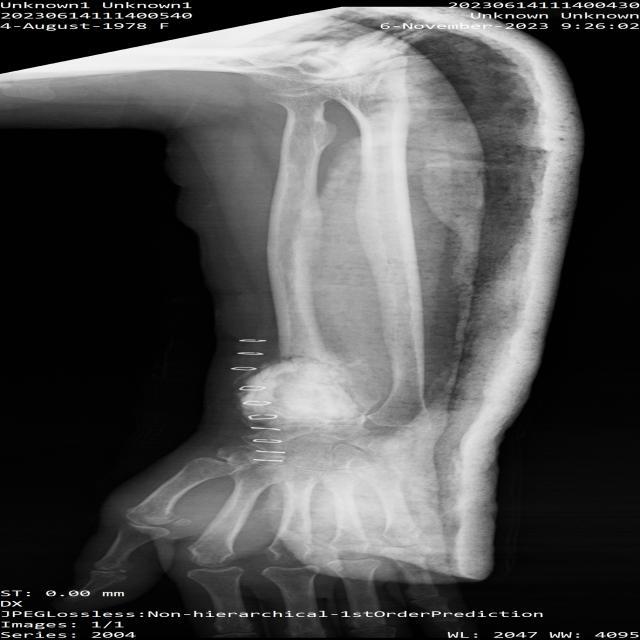 Unknown1 Unknown1
20230614111400540
4-August-1978 F
20230614111400430
Unknown Unknown
6-November-2023 9:26:02
ST: 0.00 mm
DX
JPEGLossless:Non-hierarchical-1stOrderPrediction
Images: 1/1
Series: 2004
WL: 2047 WW: 4095